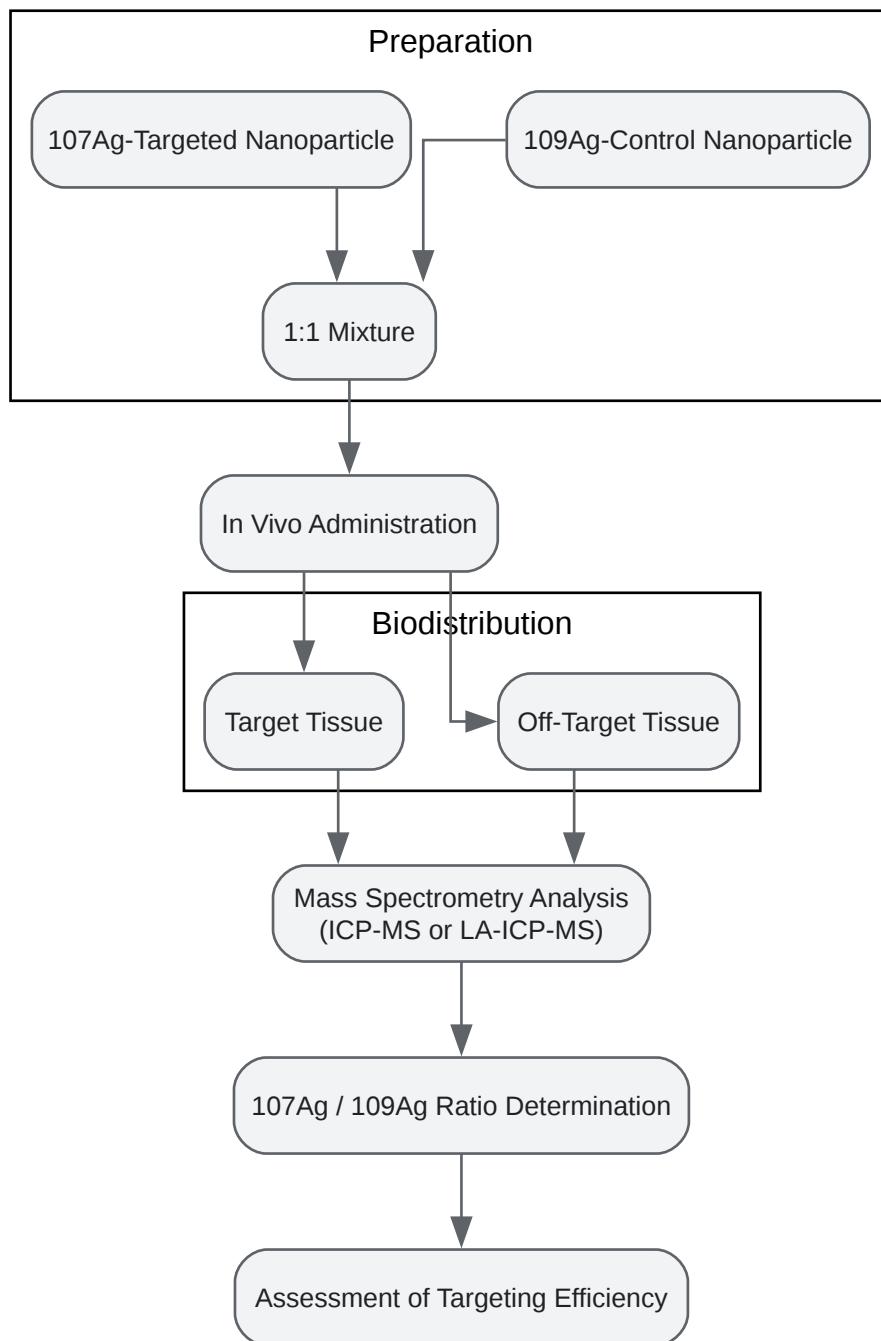 Preparation
107Ag-Targeted Nanoparticle
109Ag-Control Nanoparticle
1:1 Mixture
In Vivo Administration
Biodistribution
Target Tissue
Off-Target Tissue
Mass Spectrometry Analysis
(ICP-MS or LA-ICP-MS)
107Ag / 109Ag Ratio Determination
Assessment of Targeting Efficiency